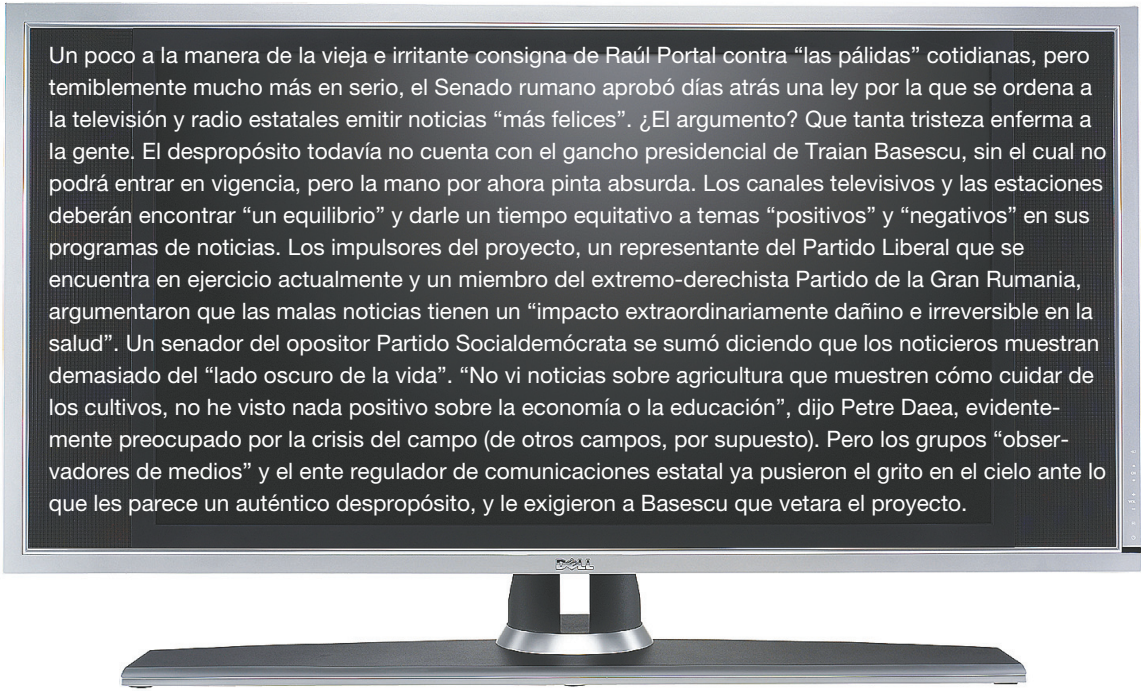 Un poco a la manera de la vieja e irritante consigna de Raúl Portal contra “las pálidas” cotidianas, pero
temiblemente mucho más en serio, el Senado rumano aprobó días atrás una ley por la que se ordena a
la televisión y radio estatales emitir noticias “más felices”. ¿El argumento? Que tanta tristeza enferma a
la gente. El despropósito todavía no cuenta con el gancho presidencial de Traian Basescu, sin el cual no
podrá entrar en vigencia, pero la mano por ahora pinta absurda. Los canales televisivos y las estaciones
deberán encontrar “un equilibrio” y darle un tiempo equitativo a temas “positivos” y “negativos” en sus
programas de noticias. Los impulsores del proyecto, un representante del Partido Liberal que se
encuentra en ejercicio actualmente y un miembro del extremo-derechista Partido de la Gran Rumania,
argumentaron que las malas noticias tienen un “impacto extraordinariamente dañino e irreversible en la
salud”. Un senador del opositor Partido Socialdemócrata se sumó diciendo que los noticieros muestran
demasiado del “lado oscuro de la vida”. “No vi noticias sobre agricultura que muestren cómo cuidar de
los cultivos, no he visto nada positivo sobre la economía o la educación”, dijo Petre Daea, evidente-
mente preocupado por la crisis del campo (de otros campos, por supuesto). Pero los grupos “obser-
vadores de medios” y el ente regulador de comunicaciones estatal ya pusieron el grito en el cielo ante lo
que les parece un auténtico despropósito, y le exigieron a Basescu que vetara el proyecto.
DELL